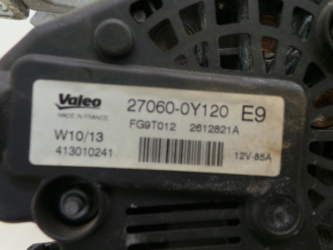 Valeo 27060-0Y120 E9
MADE IN FRANCE FG9T012 2612821A
W10/13
413010241 12V-85A